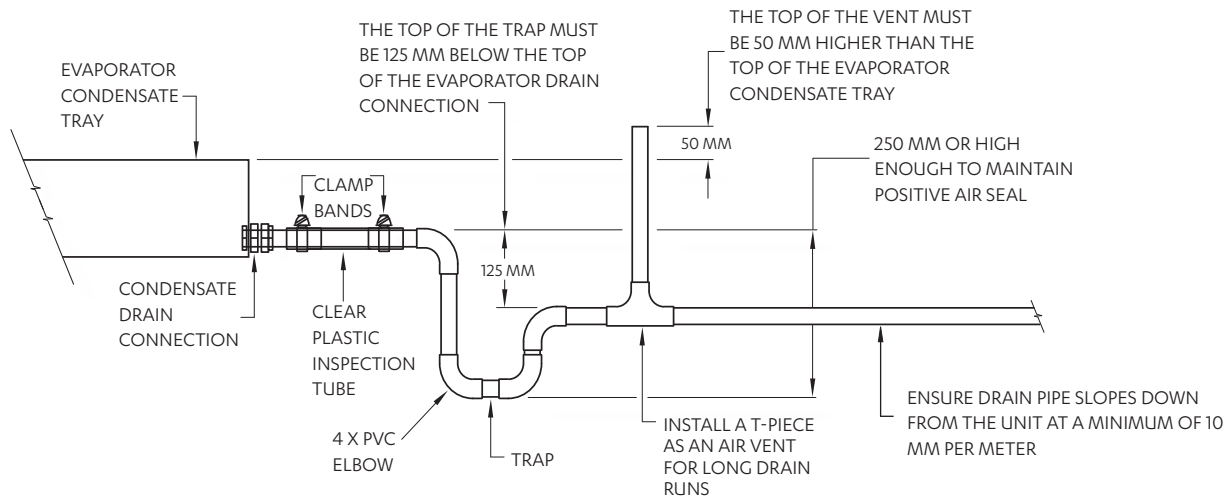 THE TOP OF THE TRAP MUST
BE 125 MM BELOW THE TOP
OF THE EVAPORATOR DRAIN
CONNECTION
THE TOP OF THE VENT MUST
BE 50 MM HIGHER THAN THE
TOP OF THE EVAPORATOR
CONDENSATE TRAY
EVAPORATOR
CONDENSATE
TRAY
50 MM
250 MM OR HIGH
ENOUGH TO MAINTAIN
POSITIVE AIR SEAL
CLAMP
BANDS
125 MM
CONDENSATE
DRAIN
CONNECTION
CLEAR
PLASTIC
INSPECTION
TUBE
4 X PVC
ELBOW
TRAP
INSTALL A T-PIECE
AS AN AIR VENT
FOR LONG DRAIN
RUNS
ENSURE DRAIN PIPE SLOPES DOWN
FROM THE UNIT AT A MINIMUM OF 10
MM PER METER